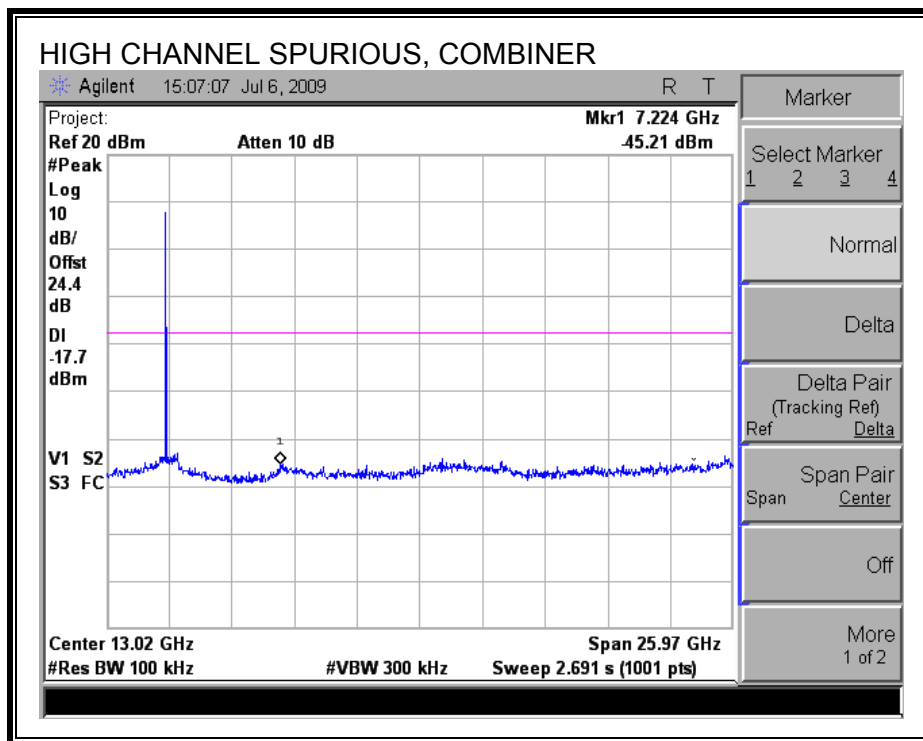 HIGH CHANNEL SPURIOUS, COMBINER
Agilent 15:07:07 Jul 6, 2009 R T
Project:
Mkr1 7.224 GHz
Ref 20 dBm Atten 10 dB -45.21 dBm
#Peak
Log
10
dB/
Offst
24.4
dB
DI
-17.7
dBm
1
V1 S2
S3 FC
Center 13.02 GHz Span 25.97 GHz
#Res BW 100 kHz #VBW 300 kHz Sweep 2.691 s (1001 pts)
Marker
Select Marker
1 2 3 4
Normal
Delta
Delta Pair
(Tracking Ref)
Ref Delta
Span Pair
Span Center
Off
More
1 of 2